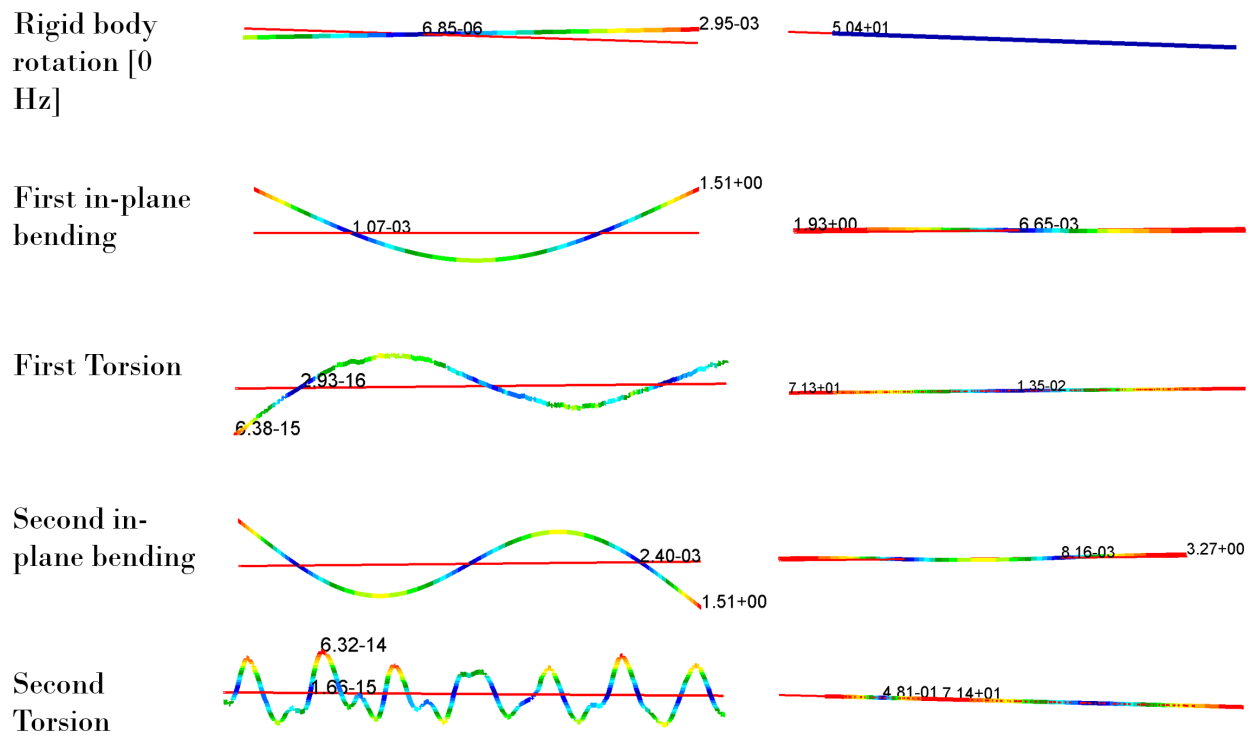 Rigid body
rotation [0
Hz]
6.85-06
2.95-03
5.04+01
First in-plane
bending
1.07-03
1.51+00
1.93+00
6.65-03
First Torsion
2.93-16
6.38-15
7.13+01
1.35-02
Second in-
plane bending
2.40-03
1.51+00
8.16-03
3.27+00
Second
Torsion
6.32-14
1.66-15
4.81-01
7.14+01